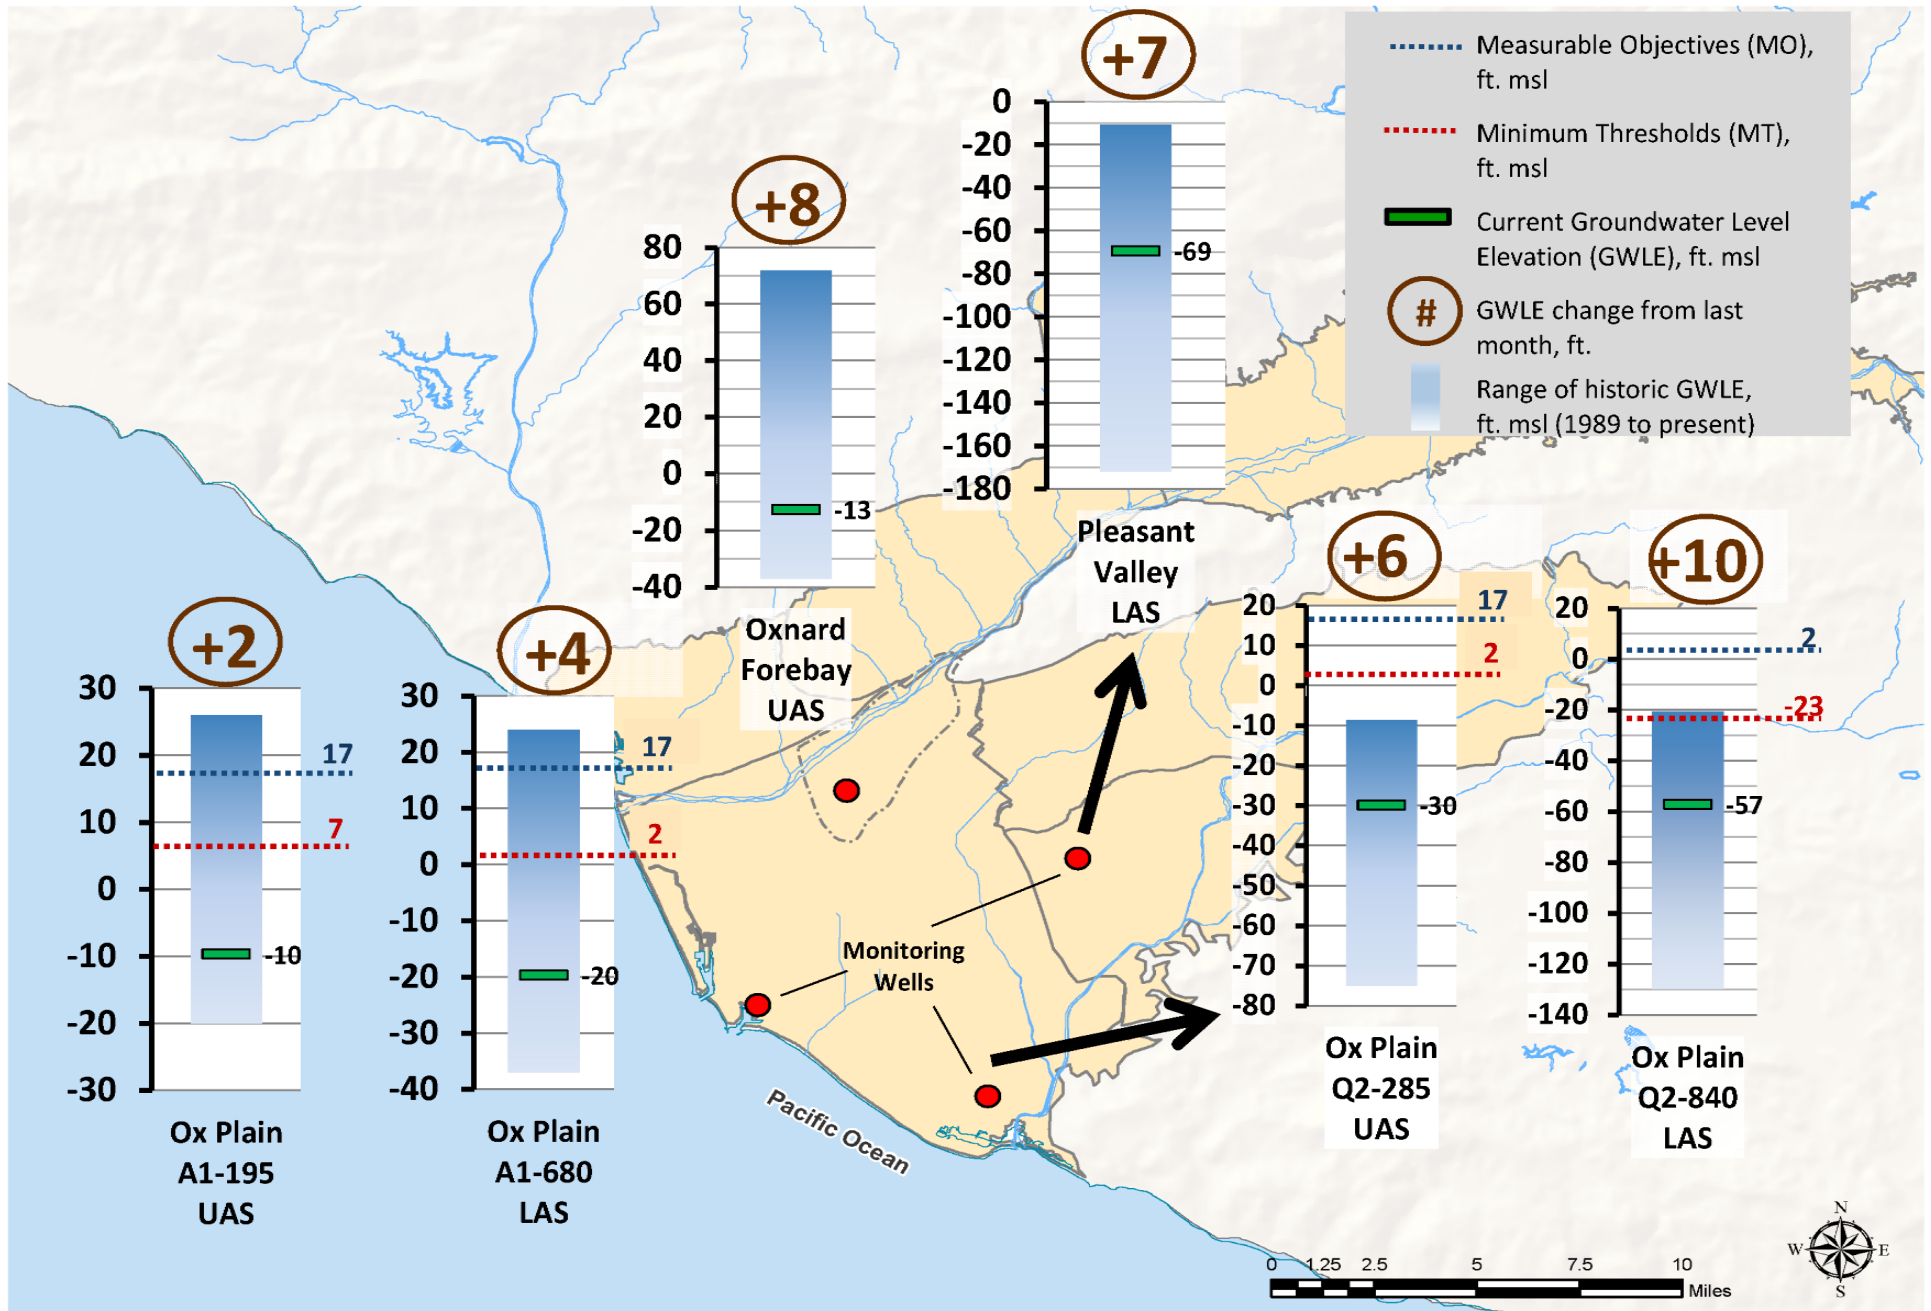 Measurable Objectives (MO),
ft. msl
Minimum Thresholds (MT),
ft. msl
Current Groundwater Level
Elevation (GWLE), ft. msl
#
GWLE change from last
month, ft.
Range of historic GWLE,
ft. msl (1989 to present)
+7
0
-20
-40
-60
-80
-100
-120
-140
-160
-180
-69
Pleasant
Valley
LAS
+8
80
60
40
20
0
-20
-40
-13
Oxnard
Forebay
UAS
+2
30
20
10
0
-10
-20
-30
17
7
-10
Ox Plain
A1-195
UAS
+4
30
20
10
0
-10
-20
-30
-40
17
2
-20
Ox Plain
A1-680
LAS
+6
20
10
0
-10
-20
-30
-40
-50
-60
-70
-80
17
2
-30
Ox Plain
Q2-285
UAS
+10
20
0
-20
-40
-60
-80
-100
-120
-140
2
-23
-57
Ox Plain
Q2-840
LAS
Monitoring
Wells
Pacific Ocean
N
W E
S
0 1.25 2.5 5 7.5 10
Miles